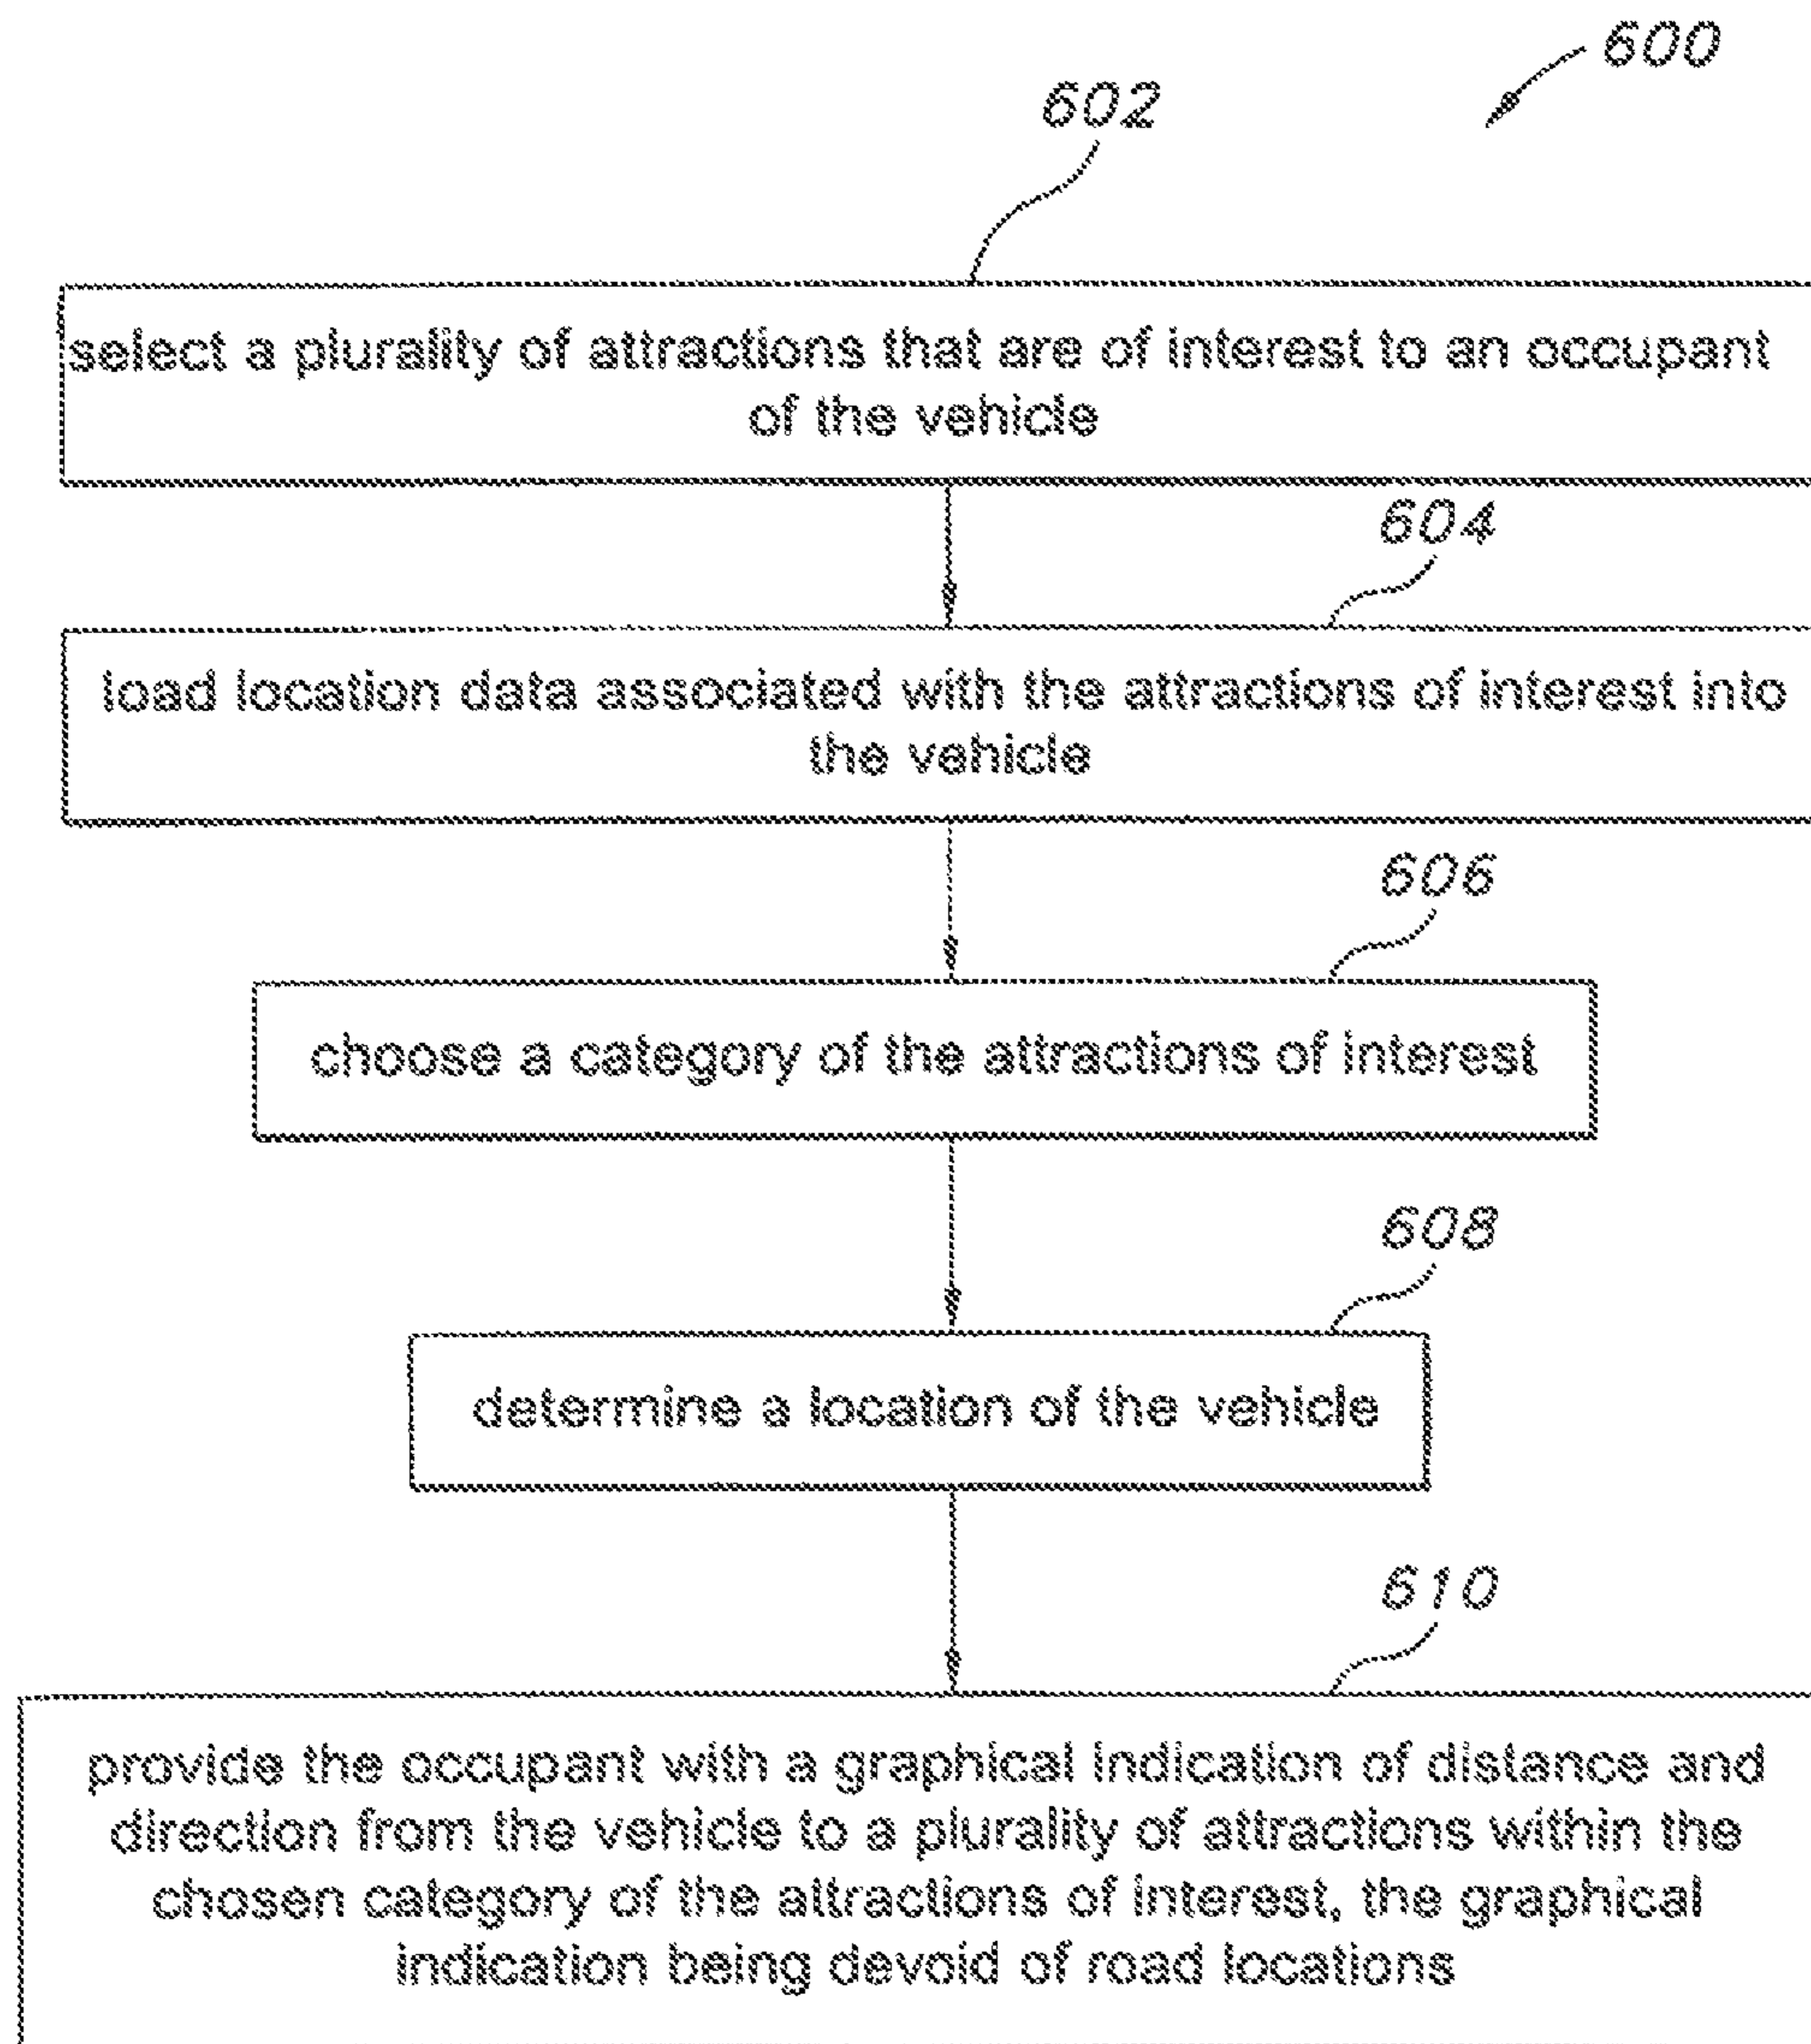 600
602
select a plurality of attractions that are of interest to an occupant
of the vehicle
604
load location data associated with the attractions of interest into
the vehicle
606
choose a category of the attractions of interest
608
determine a location of the vehicle
610
provide the occupant with a graphical indication of distance and
direction from the vehicle to a plurality of attractions within the
chosen category of the attractions of interest, the graphical
indication being devoid of road locations